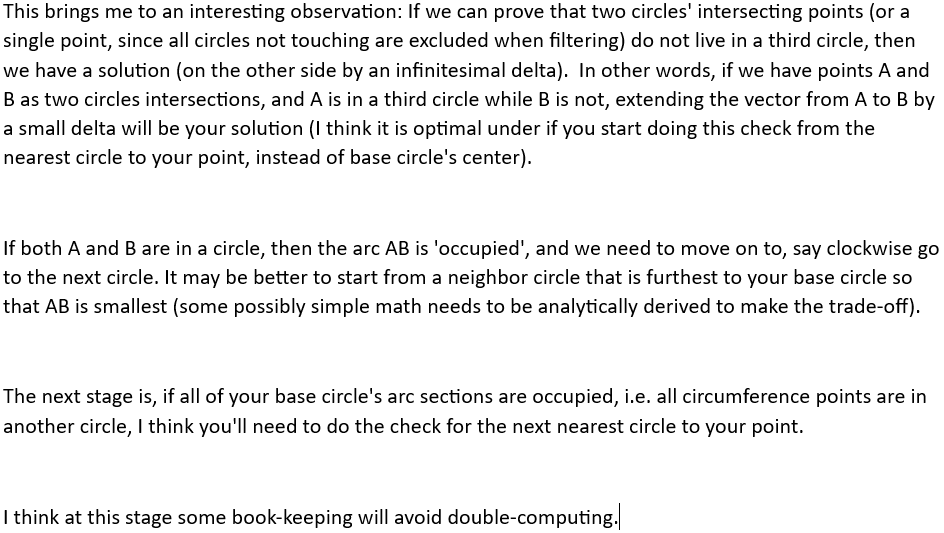 This brings me to an interesting observation: If we can prove that two circles' intersecting points (or a
single point, since all circles not touching are excluded when filtering) do not live in a third circle, then
we have a solution (on the other side by an infinitesimal delta).  In other words, if we have points A and
B as two circles intersections, and A is in a third circle while B is not, extending the vector from A to B by
a small delta will be your solution (I think it is optimal under if you start doing this check from the
nearest circle to your point, instead of base circle's center).
If both A and B are in a circle, then the arc AB is 'occupied', and we need to move on to, say clockwise go
to the next circle. It may be better to start from a neighbor circle that is furthest to your base circle so
that AB is smallest (some possibly simple math needs to be analytically derived to make the trade-off).
The next stage is, if all of your base circle's arc sections are occupied, i.e. all circumference points are in
another circle, I think you'll need to do the check for the next nearest circle to your point.
I think at this stage some book-keeping will avoid double-computing.